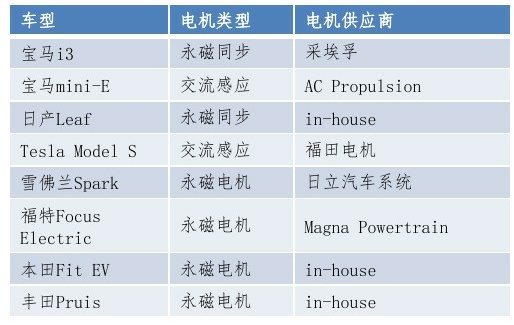 车型 电机类型 电机供应商
宝马i3 永磁同步 采埃孚
宝马mini-E 交流感应 AC Propulsion
日产Leaf 永磁同步 in-house
Tesla Model S 交流感应 福田电机
雪佛兰Spark 永磁电机 日立汽车系统
福特Focus
Electric 永磁电机 Magna Powertrain
本田Fit EV 永磁电机 in-house
丰田Pruis 永磁电机 in-house